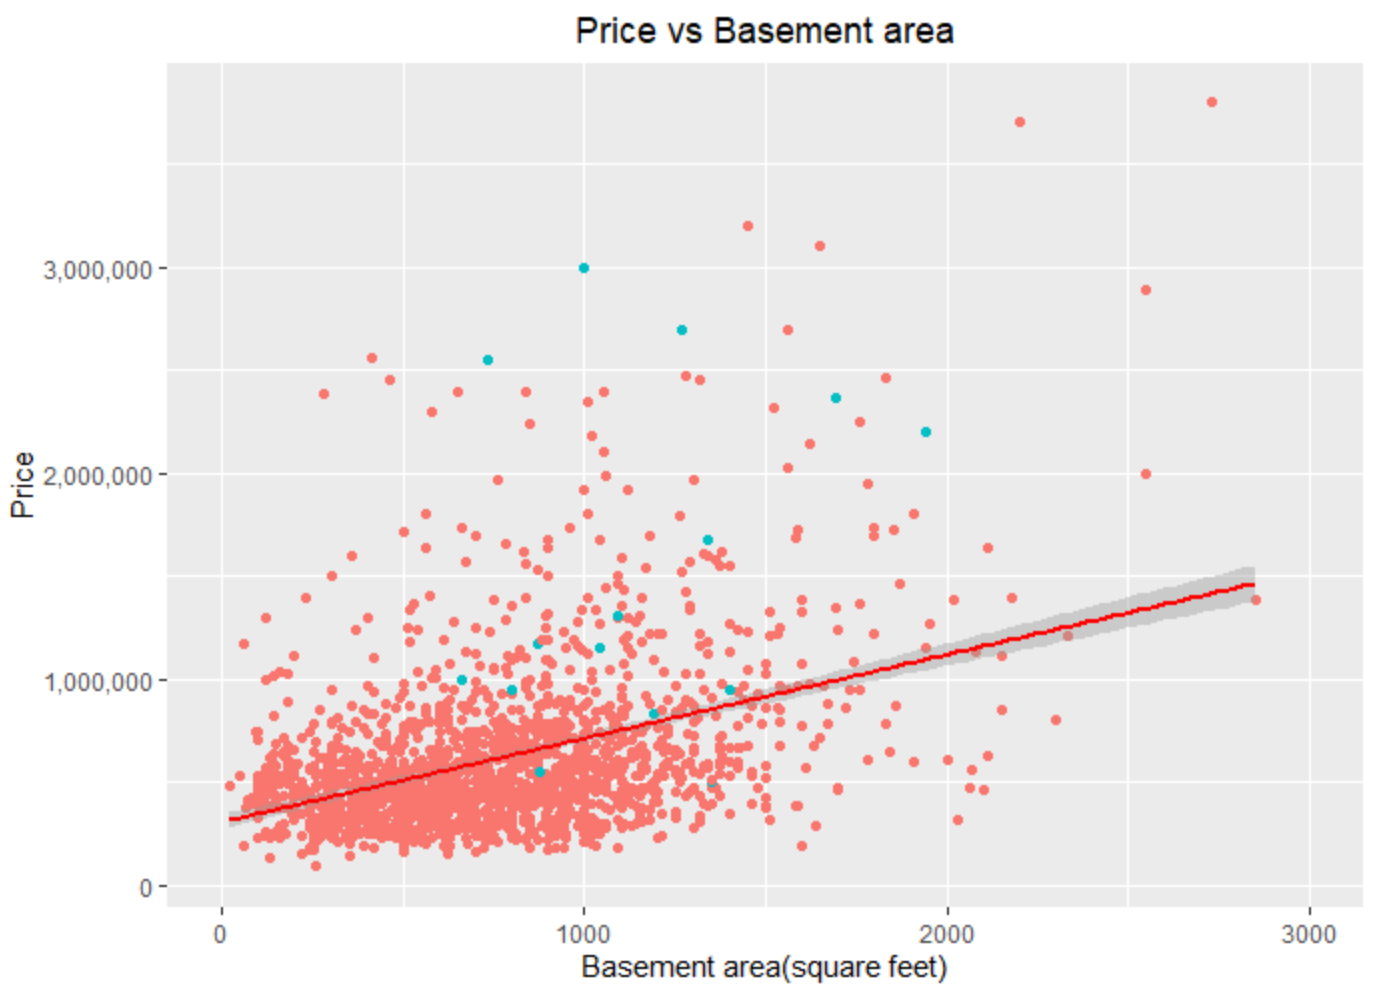 Price vs Basement area
Price
3,000,000
2,000,000
1,000,000
0
0 1000 2000 3000
Basement area(square feet)